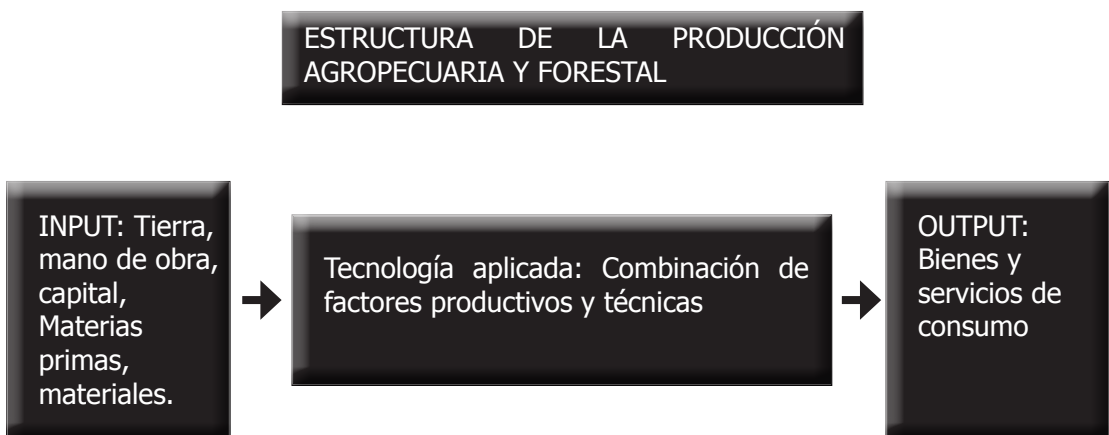 ESTRUCTURA DE LA PRODUCCIÓN
AGROPECUARIA Y FORESTAL
INPUT: Tierra,
mano de obra,
capital,
Materias
primas,
materiales.
Tecnología aplicada: Combinación de
factores productivos y técnicas
OUTPUT:
Bienes y
servicios de
consumo